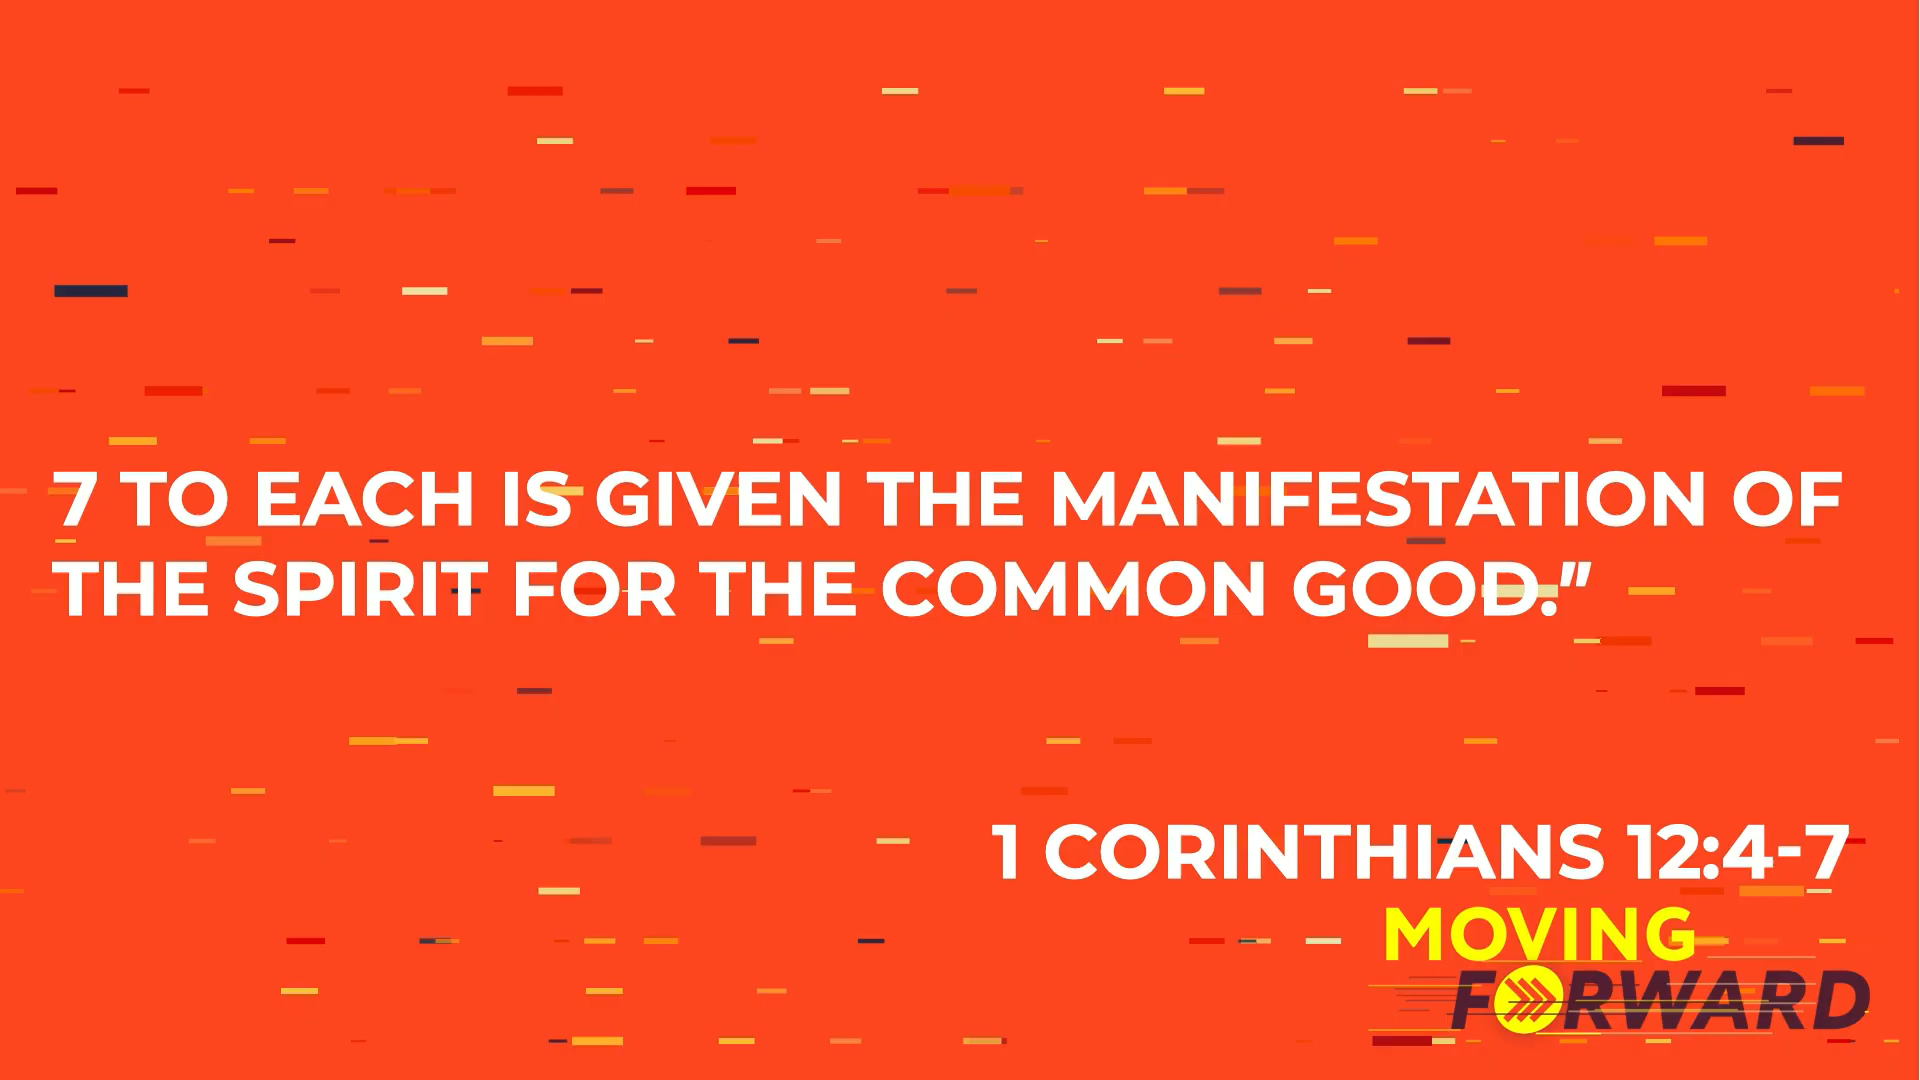 7 TO EACH IS GIVEN THE MANIFESTATION OF
THE SPIRIT FOR THE COMMON GOOD.”
1 CORINTHIANS 12:4-7
MOVING
FORWARD